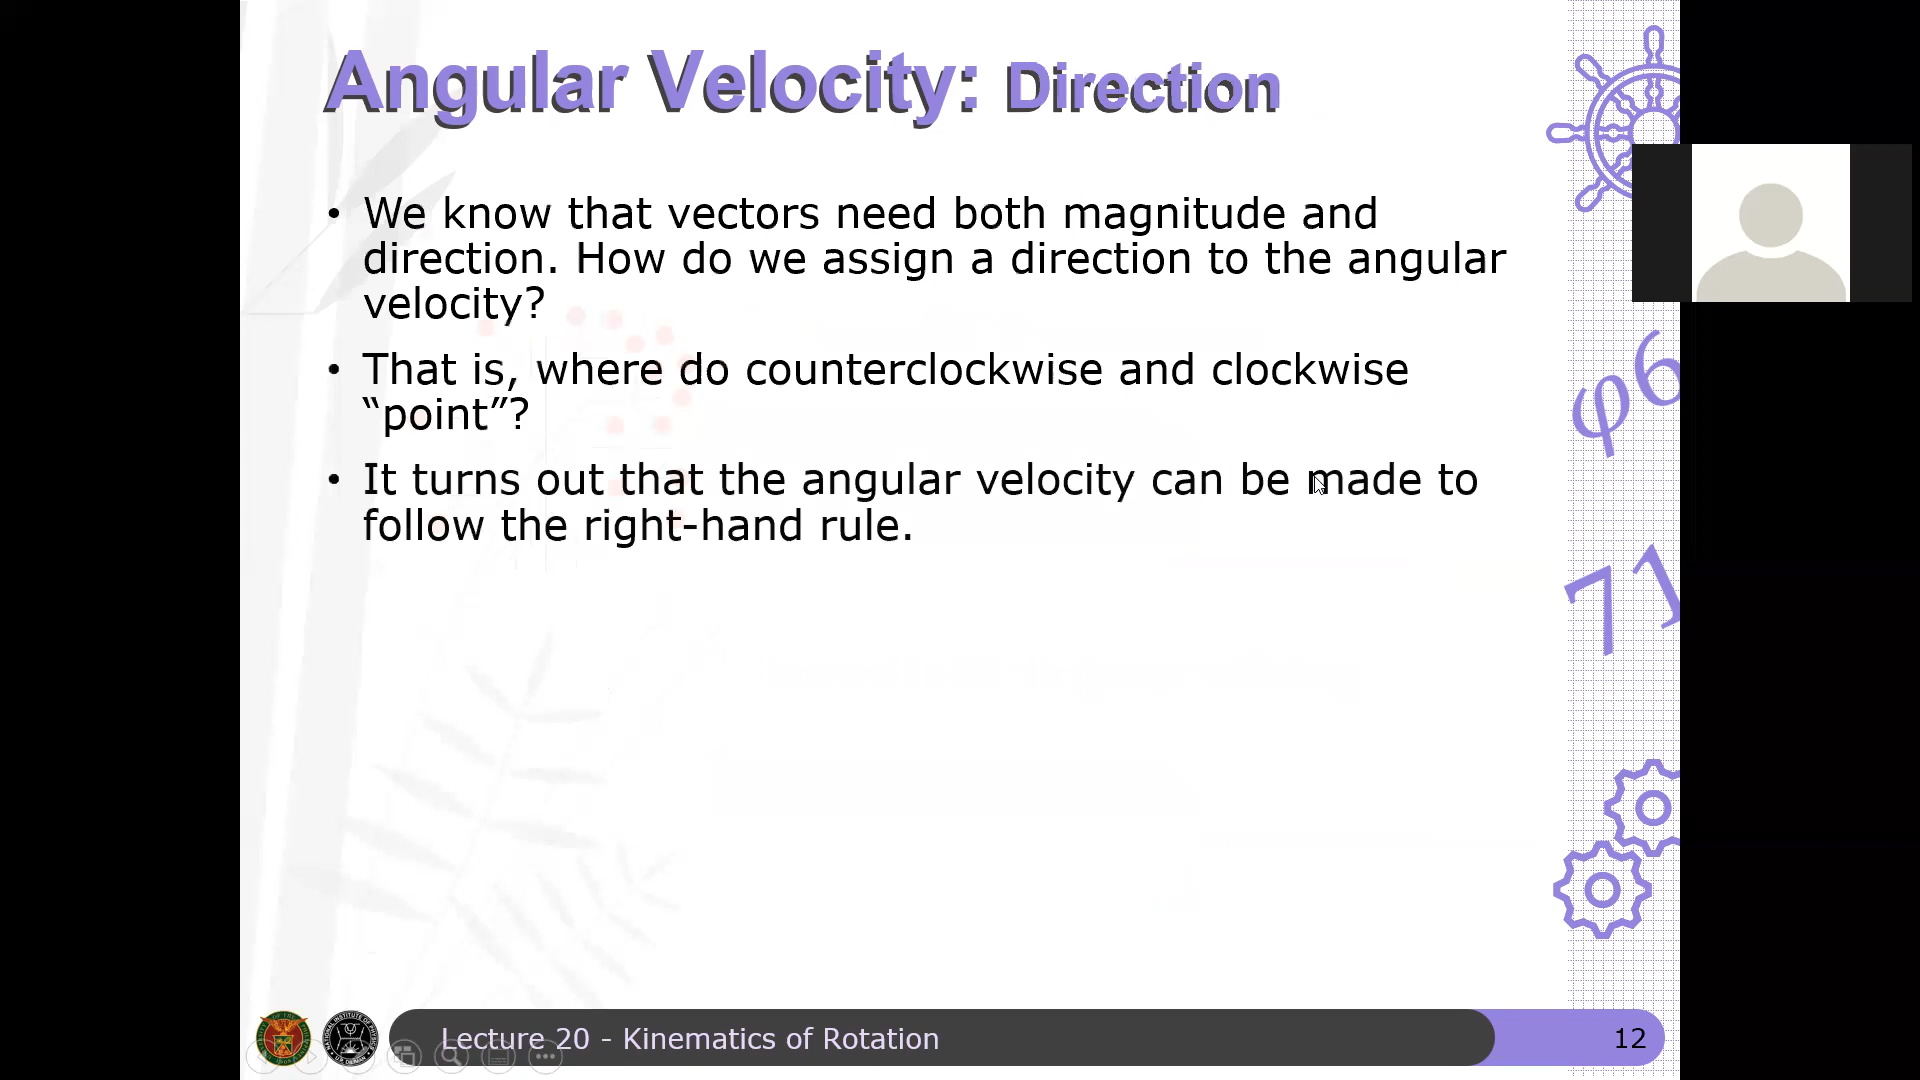 Angular Velocity: Direction
• We know that vectors need both magnitude and
direction. How do we assign a direction to the angular
velocity?
• That is, where do counterclockwise and clockwise
“point”?
• It turns out that the angular velocity can be made to
follow the right-hand rule.
φ6
71
Lecture 20 - Kinematics of Rotation
12